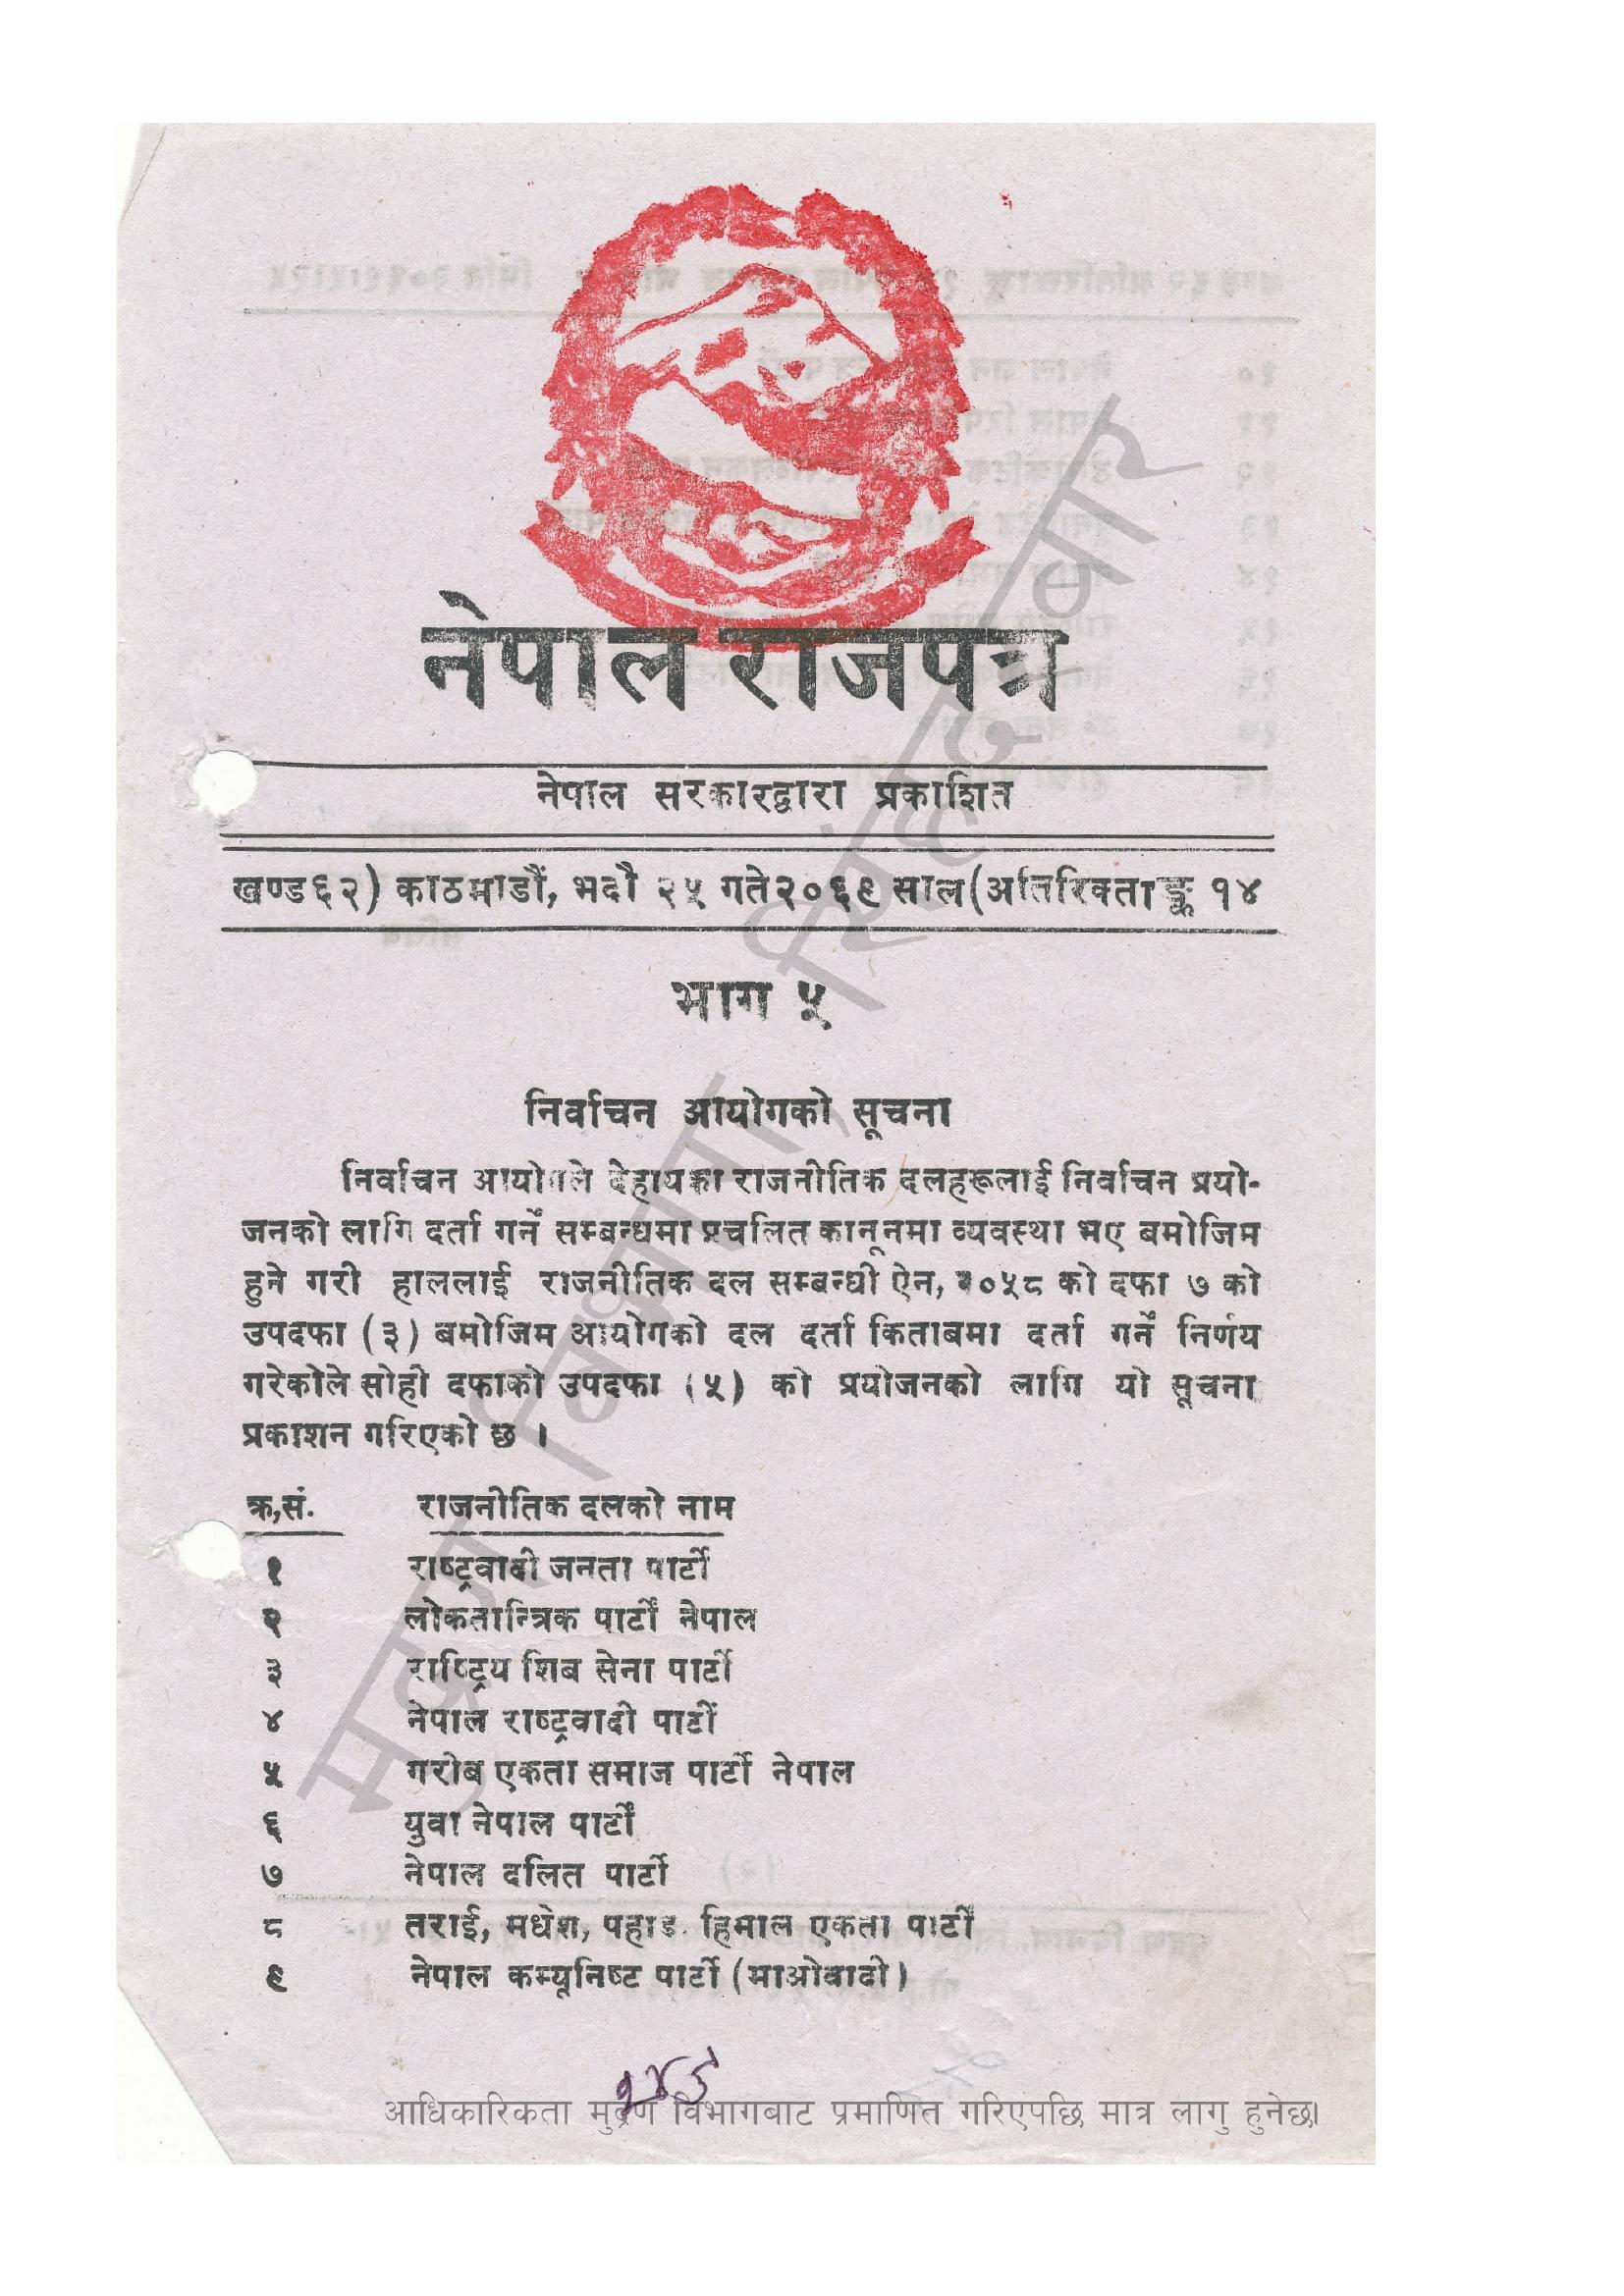 नेपाल राजपत्र
नेपाल सरकारद्वारा प्रकाशित
खण्ड६२) काठमाडौं, भदौ २५ गते२०६९ साल(अतिरिक्ताङ्क १४
भाग ५
निर्वाचन आयोगको सूचना
निर्वाचन आयोगले देहायका राजनीतिक दलहरूलाई निर्वाचन प्रयो-
जनको लागि दर्ता गर्ने सम्बन्धमा प्रचलित कानूनमा व्यवस्था भए बमोजिम
हुने गरी हाललाई राजनीतिक दल सम्बन्धी ऐन, २०५८ को दफा ७ को
उपदफा (३) बमोजिम आयोगको दल दर्ता किताबमा दर्ता गर्ने निर्णय
गरेकोले सोही दफाको उपदफा (५) को प्रयोजनको लागि यो सूचना
प्रकाशन गरिएको छ ।
क्र,सं. राजनीतिक दलको नाम
१ राष्ट्रवादी जनता पार्टी
२ लोकतान्त्रिक पार्टी नेपाल
३ राष्ट्रिय शिब सेना पार्टी
४ नेपाल राष्ट्रवादी पार्टी
५ गरीब एकता समाज पार्टी नेपाल
६ युवा नेपाल पार्टी
७ नेपाल दलित पार्टी
८ तराई, मधेश, पहाड हिमाल एकता पार्टी
९ नेपाल कम्यूनिष्ट पार्टी (माओवादी)
आधिकारिकता मुद्रण विभागबाट प्रमाणित गरिएपछि मात्र लागु हुनेछ।
मुद्रण विभाग, सिंहदरवार